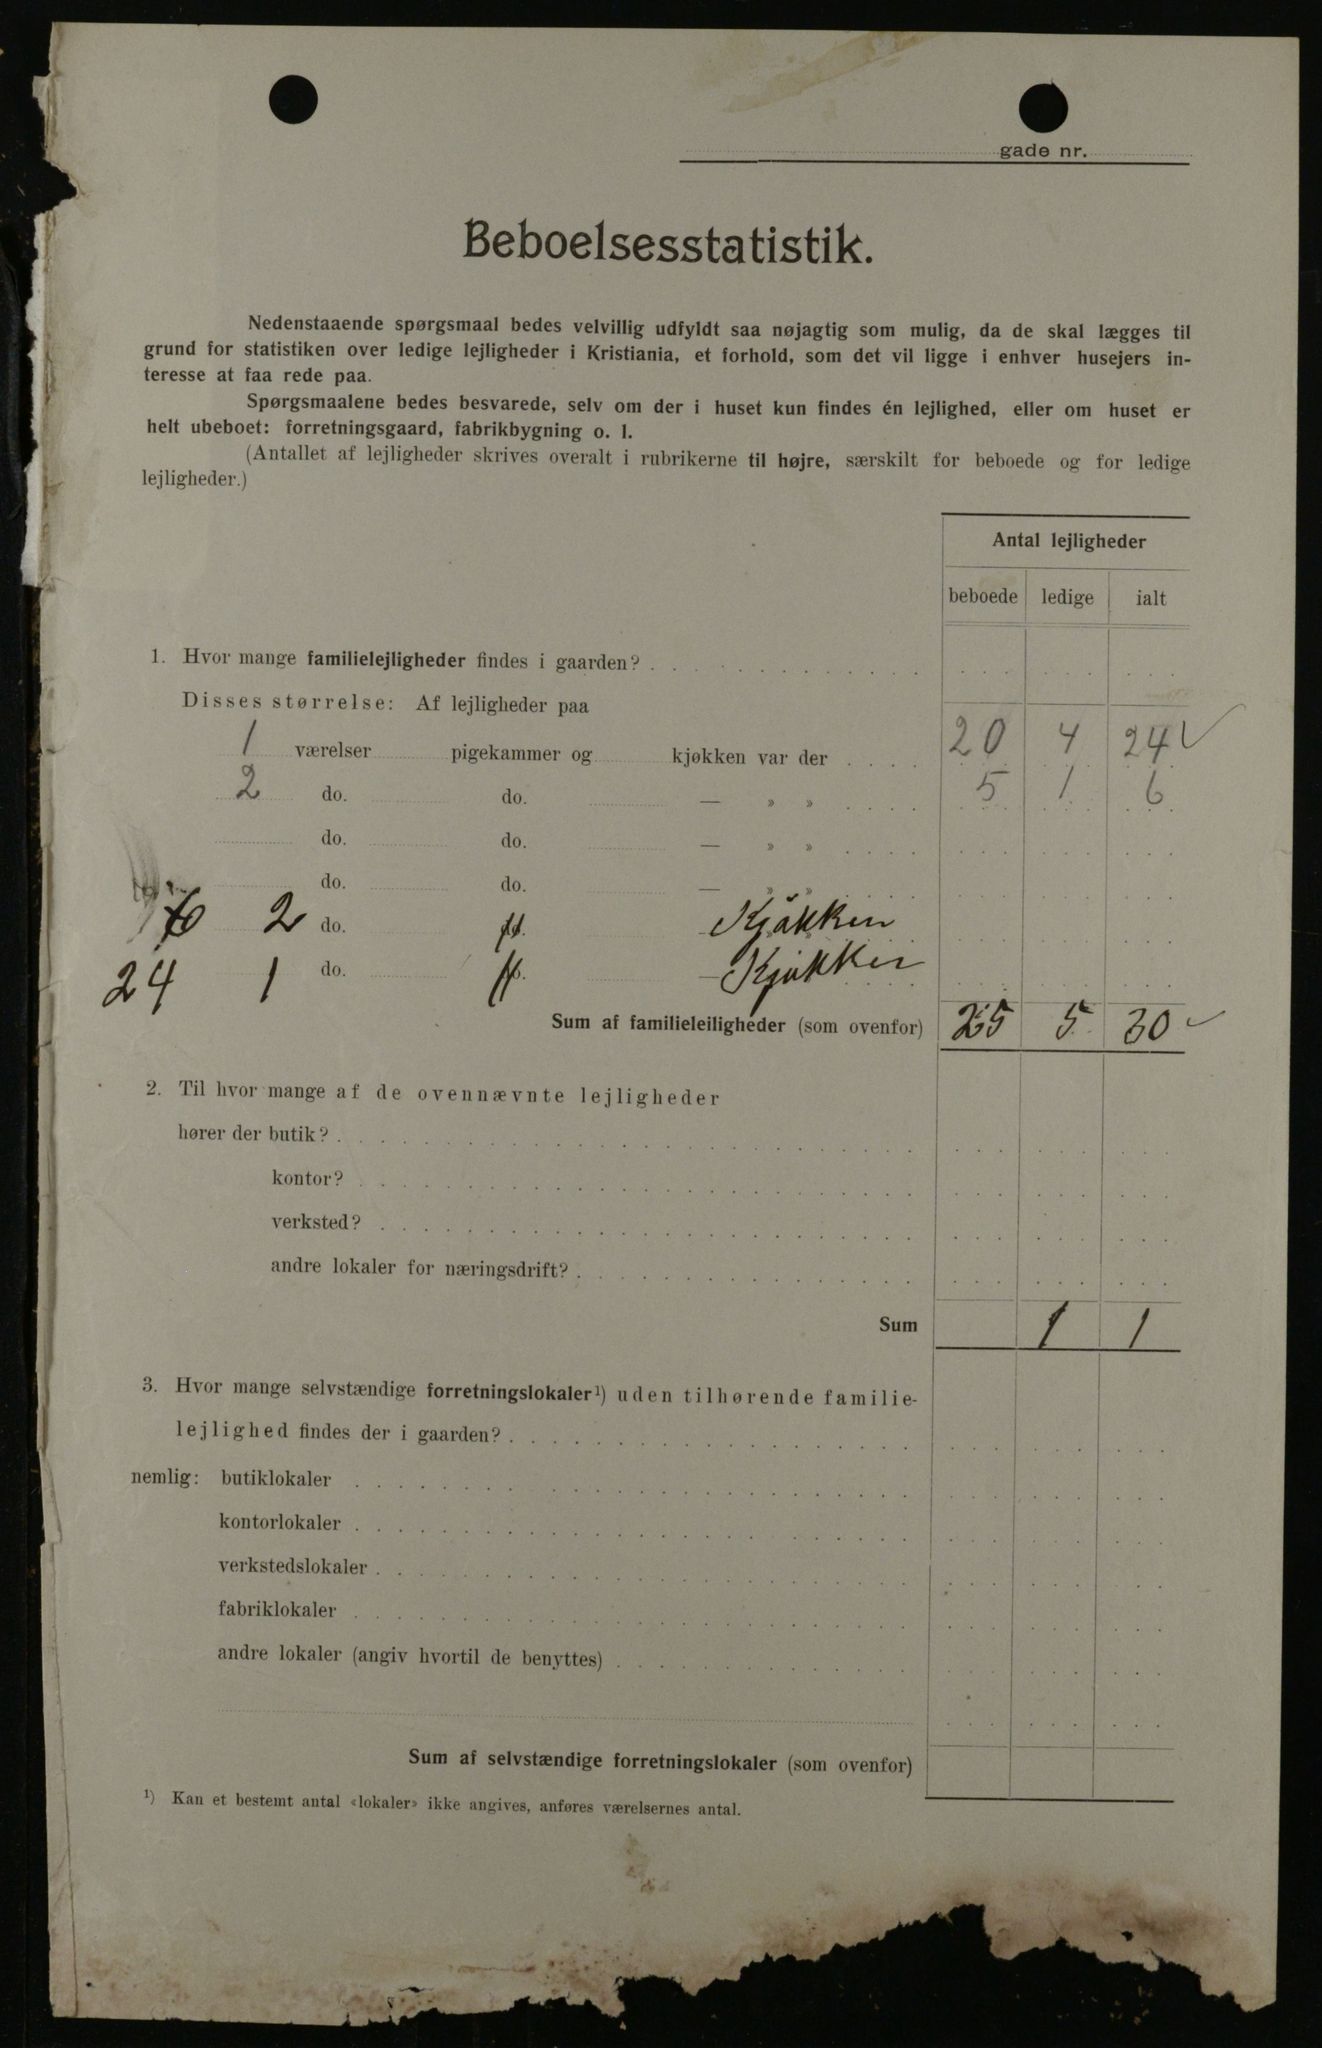 gade nr.
Beboelsesstatistik.
Nedenstaaende spørgsmaal bedes velvillig udfyldt saa nøjagtig som mulig, da de skal lægges til
grund for statistiken over ledige lejligheder i Kristiania, et forhold, som det vil ligge i enhver husejers in-
teresse at faa rede paa.
Spørgsmaalene bedes besvarede, selv om der i huset kun findes én lejlighed, eller om huset er
helt ubeboet: forretningsgaard, fabrikbygning o. l.
(Antallet af lejligheder skrives overalt i rubrikerne til højre, særskilt for beboede og for ledige
lejligheder.)
Antal lejligheder
beboede ledige ialt
1. Hvor mange familielejligheder findes i gaarden?
Disses størrelse: Af lejligheder paa
1 værelser pigekammer og kjøkken var der 20 4 24
2 do. do. — » » 5 1 6
do. do. — » »
do. do. — » »
6 2 do. Kjøkken
24 1 do. Kjøkken
Sum af familieleiligheder (som ovenfor) 25 5 30
2. Til hvor mange af de ovennævnte lejligheder
hører der butik?
kontor?
verksted?
andre lokaler for næringsdrift?
Sum 1 1
3. Hvor mange selvstændige forretningslokaler¹) uden tilhørende familie-
lejlighed findes der i gaarden?
nemlig: butiklokaler
kontorlokaler
verkstedslokaler
fabriklokaler
andre lokaler (angiv hvortil de benyttes)
Sum af selvstændige forretningslokaler (som ovenfor)
¹) Kan et bestemt antal «lokaler» ikke angives, anføres værelsernes antal.